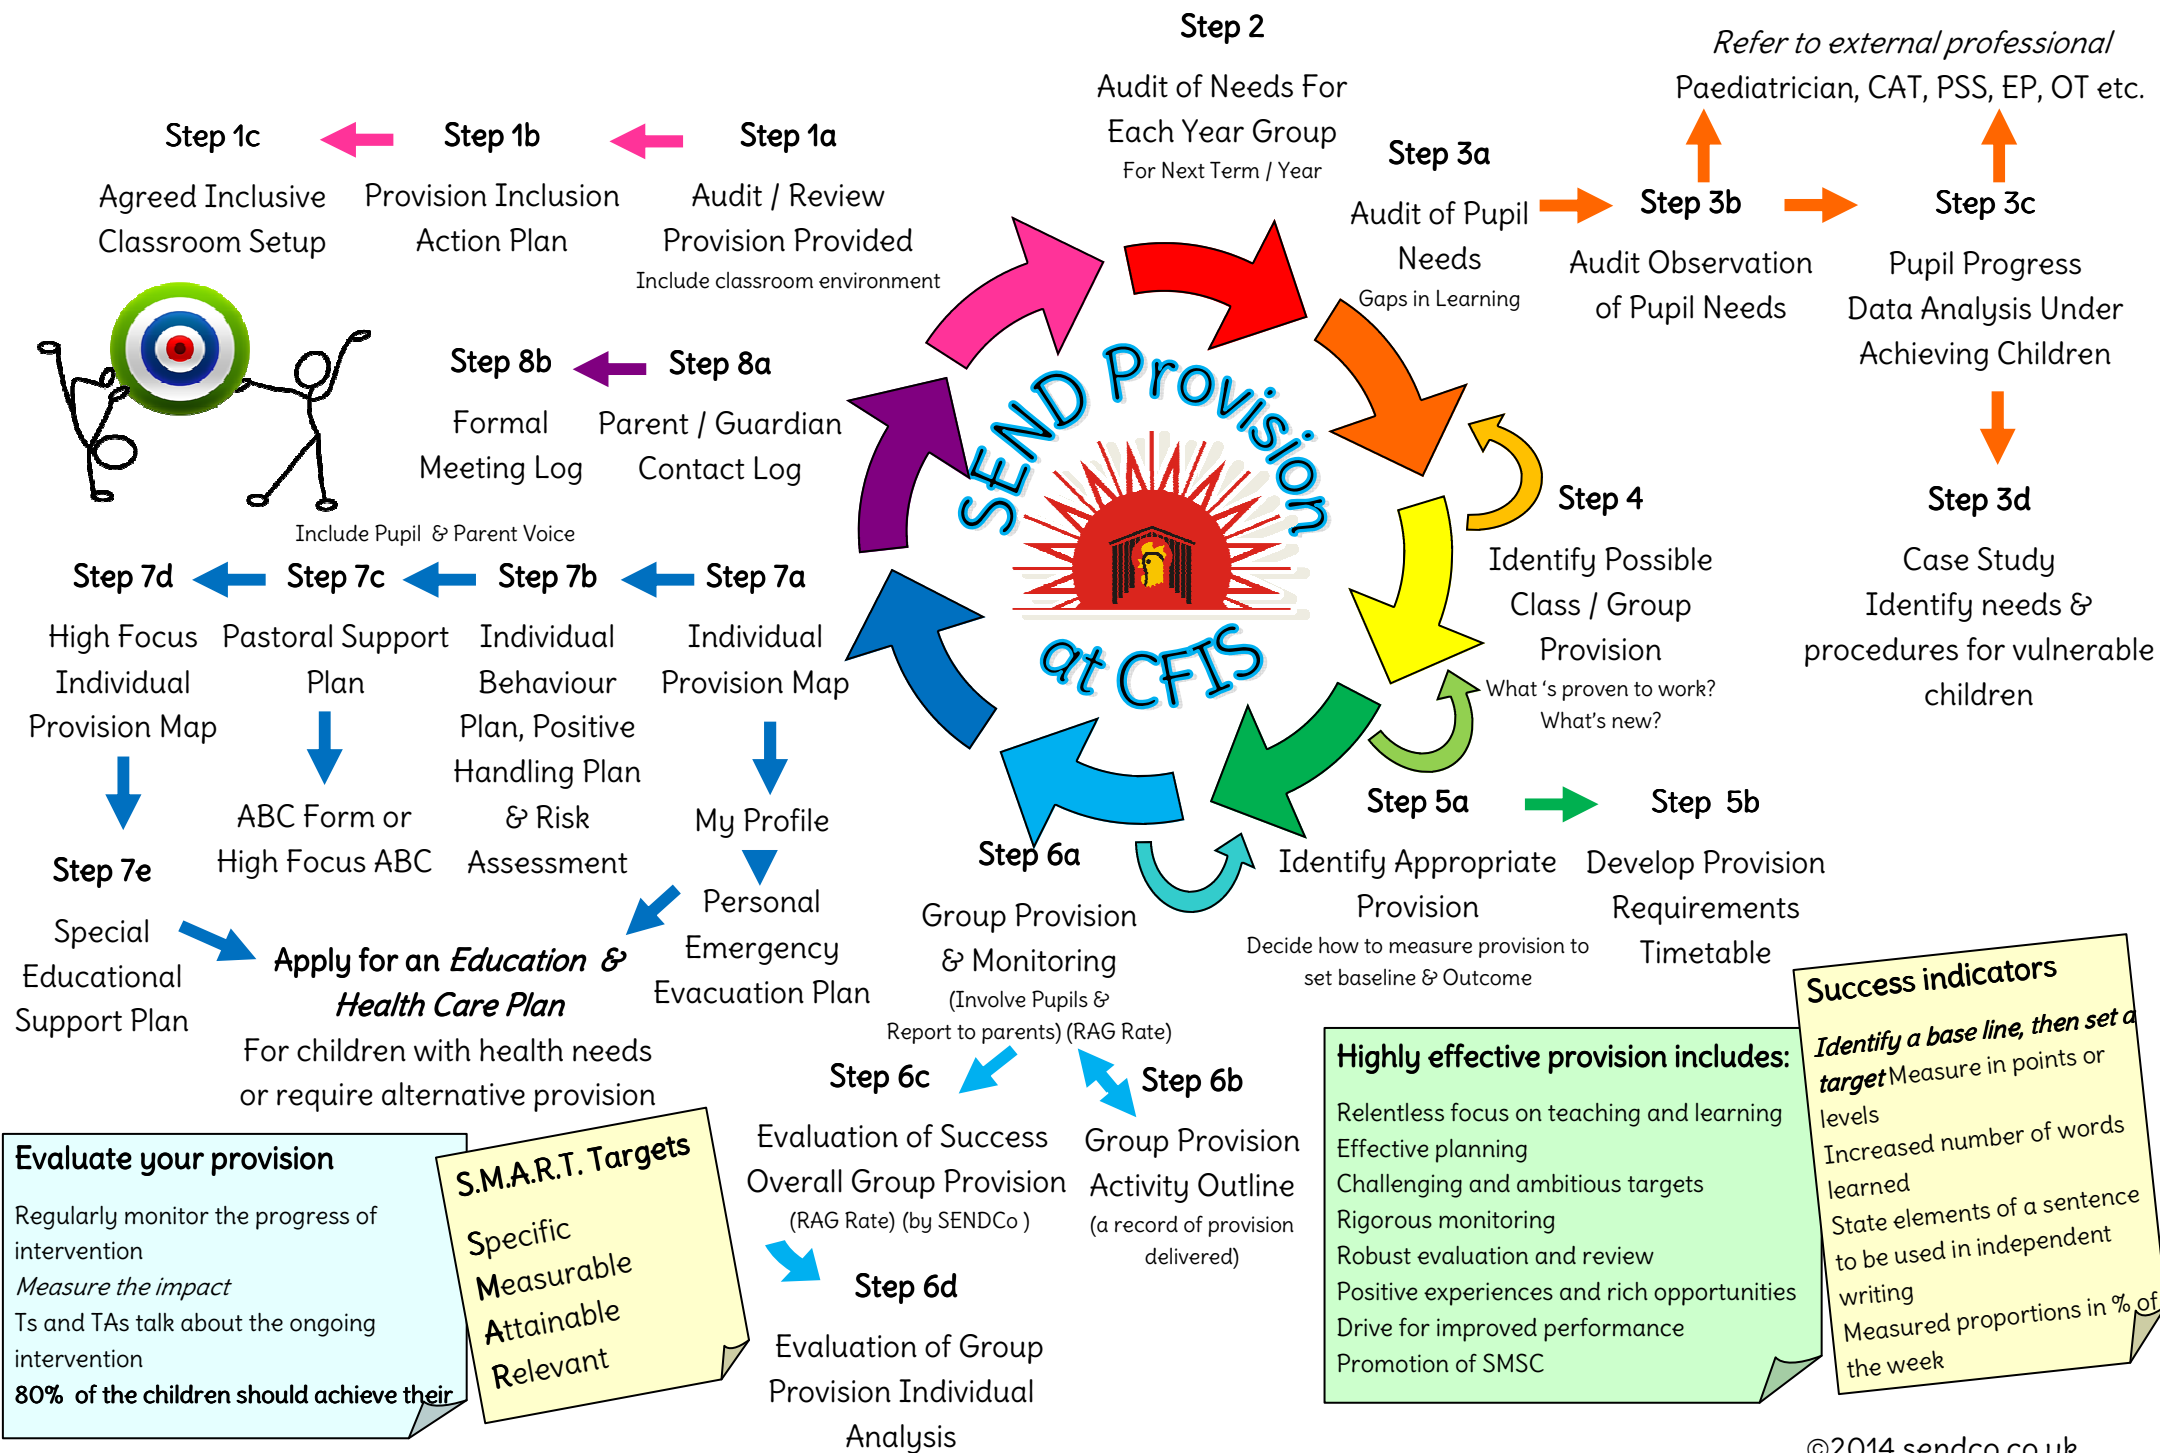 Step 2
Audit of Needs For
Each Year Group
For Next Term / Year
Refer to external professional
Paediatrician, CAT, PSS, EP, OT etc.
Step 1c
Agreed Inclusive
Classroom Setup
Step 1b
Provision Inclusion
Action Plan
Step 1a
Audit / Review
Provision Provided
Include classroom environment
Step 3a
Audit of Pupil
Needs
Gaps in Learning
Step 3b
Audit Observation
of Pupil Needs
Step 3c
Pupil Progress
Data Analysis Under
Achieving Children
Step 3d
Case Study
Identify needs &
procedures for vulnerable
children
Step 8b
Formal
Meeting Log
Step 8a
Parent / Guardian
Contact Log
SEND Provision
at CFIS
Step 4
Identify Possible
Class / Group
Provision
What 's proven to work?
What's new?
Include Pupil & Parent Voice
Step 7d
High Focus
Individual
Provision Map
Step 7c
Pastoral Support
Plan
ABC Form or
High Focus ABC
Step 7b
Individual
Behaviour
Plan, Positive
Handling Plan
& Risk
Assessment
Step 7a
Individual
Provision Map
My Profile
Personal
Emergency
Evacuation Plan
Step 7e
Special
Educational
Support Plan
Apply for an Education &
Health Care Plan
For children with health needs
or require alternative provision
Step 5a
Identify Appropriate
Provision
Decide how to measure provision to
set baseline & Outcome
Step 5b
Develop Provision
Requirements
Timetable
Step 6a
Group Provision
& Monitoring
(Involve Pupils &
Report to parents) (RAG Rate)
Step 6c
Evaluation of Success
Overall Group Provision
(RAG Rate) (by SENDCo )
Step 6b
Group Provision
Activity Outline
(a record of provision
delivered)
Step 6d
Evaluation of Group
Provision Individual
Analysis
Evaluate your provision
Regularly monitor the progress of
intervention
Measure the impact
Ts and TAs talk about the ongoing
intervention
80% of the children should achieve their
S.M.A.R.T. Targets
Specific
Measurable
Attainable
Relevant
Highly effective provision includes:
Relentless focus on teaching and learning
Effective planning
Challenging and ambitious targets
Rigorous monitoring
Robust evaluation and review
Positive experiences and rich opportunities
Drive for improved performance
Promotion of SMSC
Success indicators
Identify a base line, then set a
target Measure in points or
levels
Increased number of words
learned
State elements of a sentence
to be used in independent
writing
Measured proportions in % of
the week
©2014 sendco.co.uk